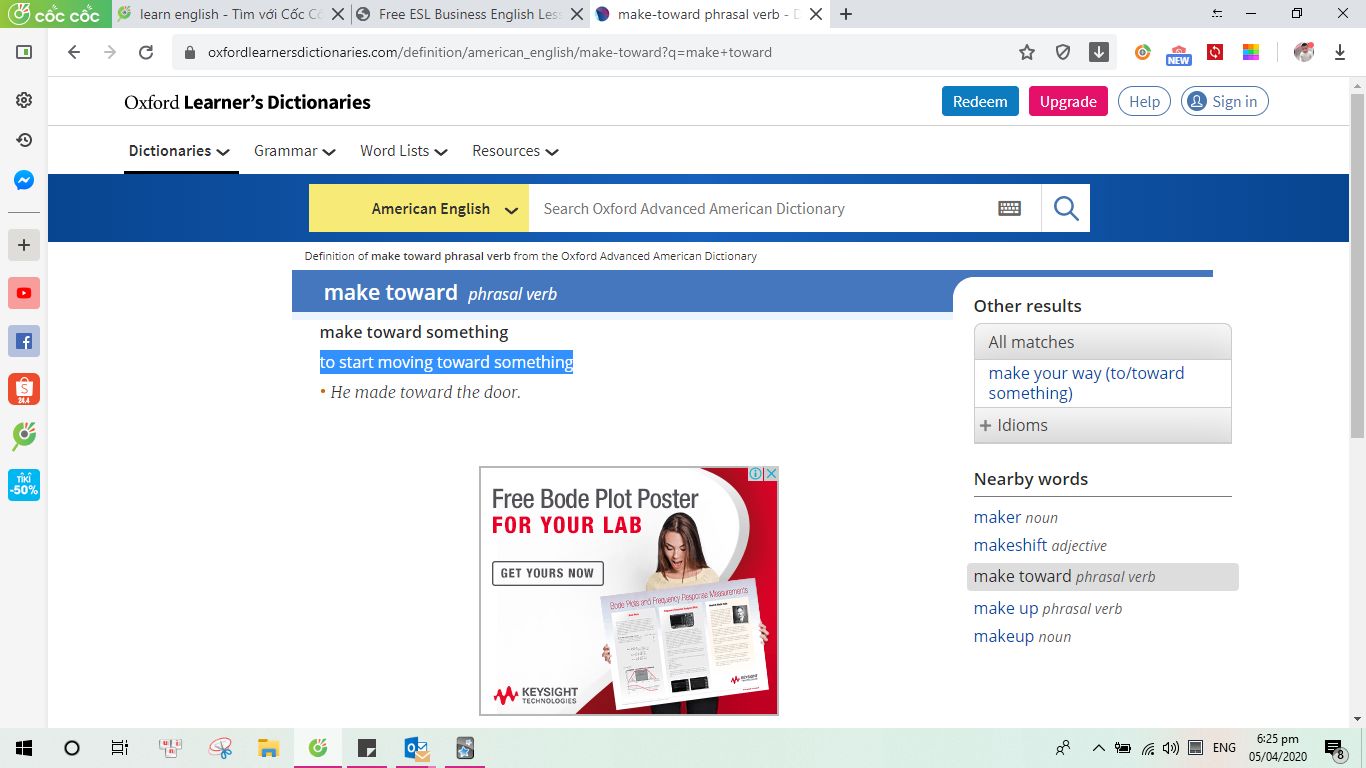 cốc cốc
learn english - Tìm với Cốc Cố
Free ESL Business English Less
make-toward phrasal verb - D
oxfordlearnersdictionaries.com/definition/american_english/make-toward?q=make+toward
NEW
Oxford Learner's Dictionaries
Redeem
Upgrade
Help
Sign in
Dictionaries
Grammar
Word Lists
Resources
American English
Search Oxford Advanced American Dictionary
Definition of make toward phrasal verb from the Oxford Advanced American Dictionary
make toward phrasal verb
make toward something
to start moving toward something
• He made toward the door.
Other results
All matches
make your way (to/toward
something)
+ Idioms
Nearby words
maker noun
makeshift adjective
make toward phrasal verb
make up phrasal verb
makeup noun
S
24.4
TIKI
-50%
Free Bode Plot Poster
FOR YOUR LAB
GET YOURS NOW
Bode Plots and Frequency Response Measurements
KEYSIGHT
TECHNOLOGIES
ENG
6:25 pm
05/04/2020
8